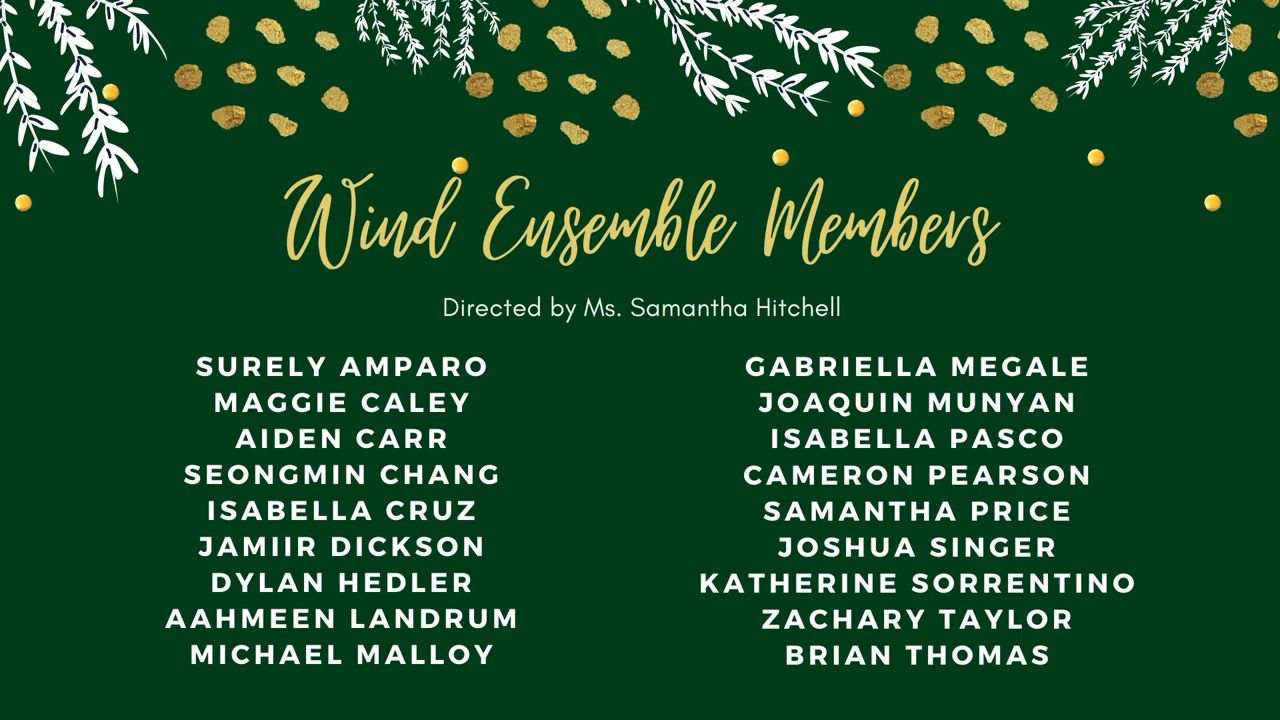 Wind Ensemble Members
Directed by Ms. Samantha Hitchell
SURELY AMPARO
MAGGIE CALEY
AIDEN CARR
SEONGMIN CHANG
ISABELLA CRUZ
JAMIIR DICKSON
DYLAN HEDLER
AAHMEEN LANDRUM
MICHAEL MALLOY
GABRIELLA MEGALE
JOAQUIN MUNYAN
ISABELLA PASCO
CAMERON PEARSON
SAMANTHA PRICE
JOSHUA SINGER
KATHERINE SORRENTINO
ZACHARY TAYLOR
BRIAN THOMAS